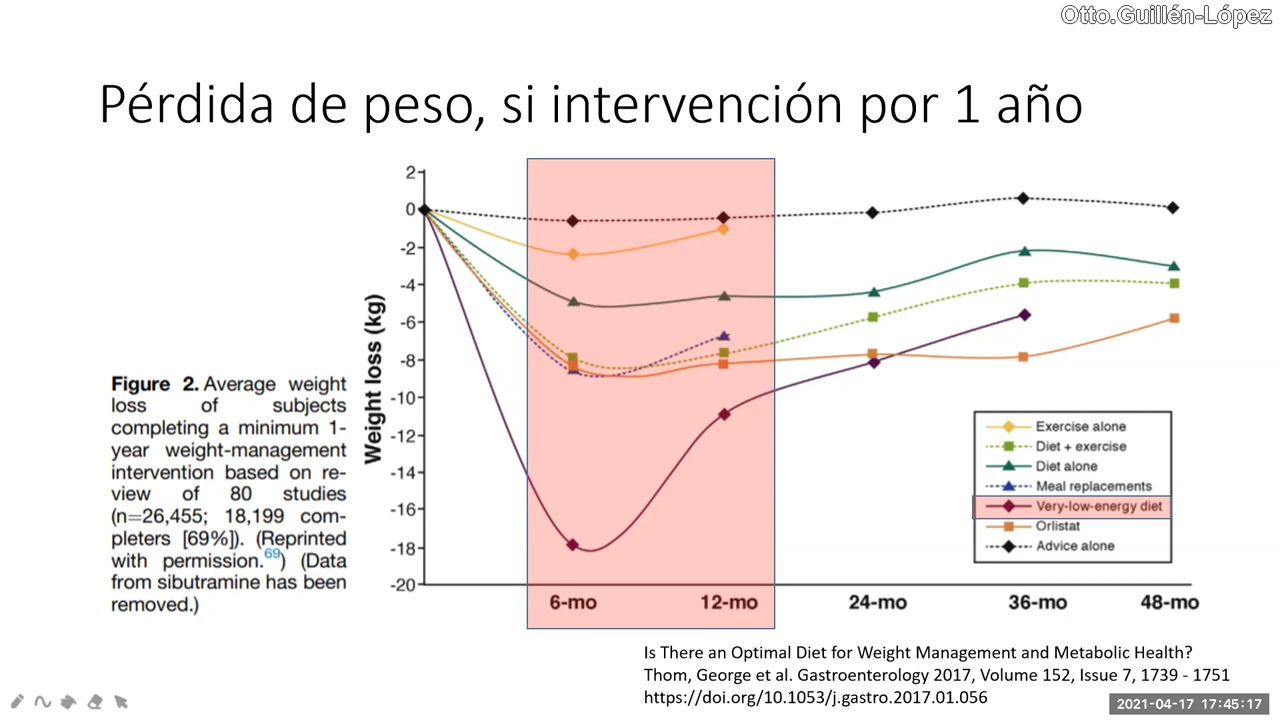 Otto.Guillén-López
Pérdida de peso, si intervención por 1 año
Figure 2. Average weight
loss of subjects
completing a minimum 1-
year weight-management
intervention based on re-
view of 80 studies
(n=26,455; 18,199 com-
pleters [69%]). (Reprinted
with permission.69) (Data
from sibutramine has been
removed.)
Weight loss (kg)
2
0
-2
-4
-6
-8
-10
-12
-14
-16
-18
-20
6-mo 12-mo 24-mo 36-mo 48-mo
Exercise alone
Diet + exercise
Diet alone
Meal replacements
Very-low-energy diet
Orlistat
Advice alone
Is There an Optimal Diet for Weight Management and Metabolic Health?
Thom, George et al. Gastroenterology 2017, Volume 152, Issue 7, 1739 - 1751
https://doi.org/10.1053/j.gastro.2017.01.056
2021-04-17 17:45:17